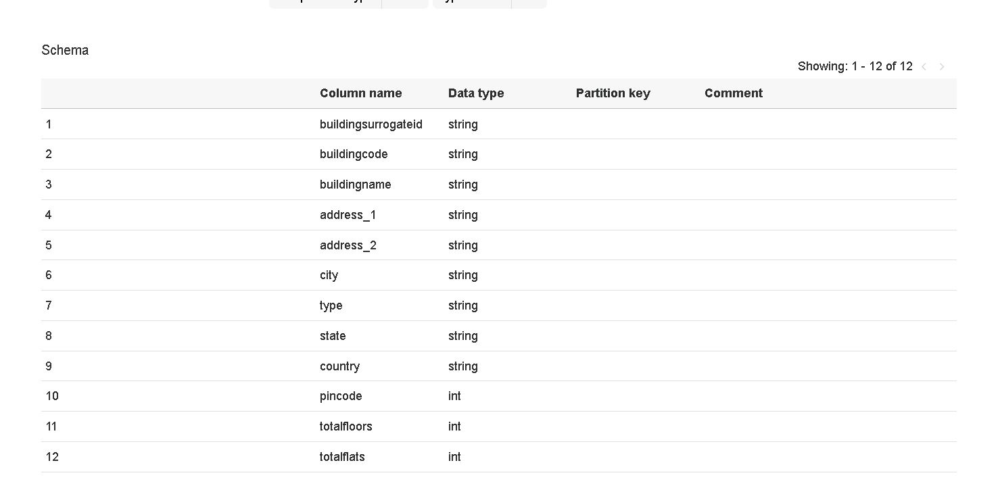 Schema
Showing: 1 - 12 of 12
Column name Data type Partition key Comment
1 buildingsurrogateid string
2 buildingcode string
3 buildingname string
4 address_1 string
5 address_2 string
6 city string
7 type string
8 state string
9 country string
10 pincode int
11 totalfloors int
12 totalflats int